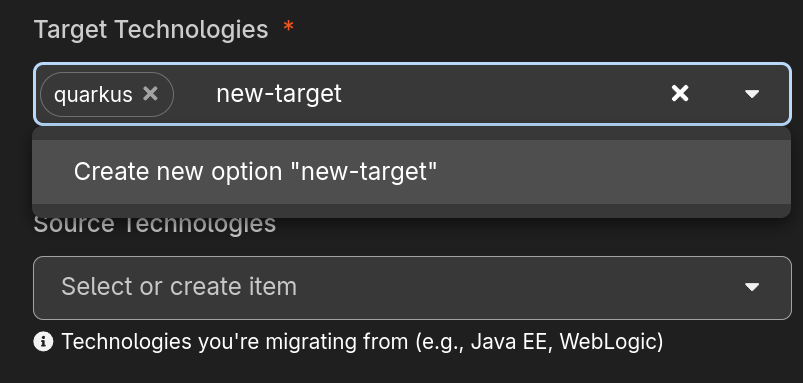 Target Technologies *
quarkus new-target
Create new option "new-target"
Source Technologies
Select or create item
Technologies you're migrating from (e.g., Java EE, WebLogic)